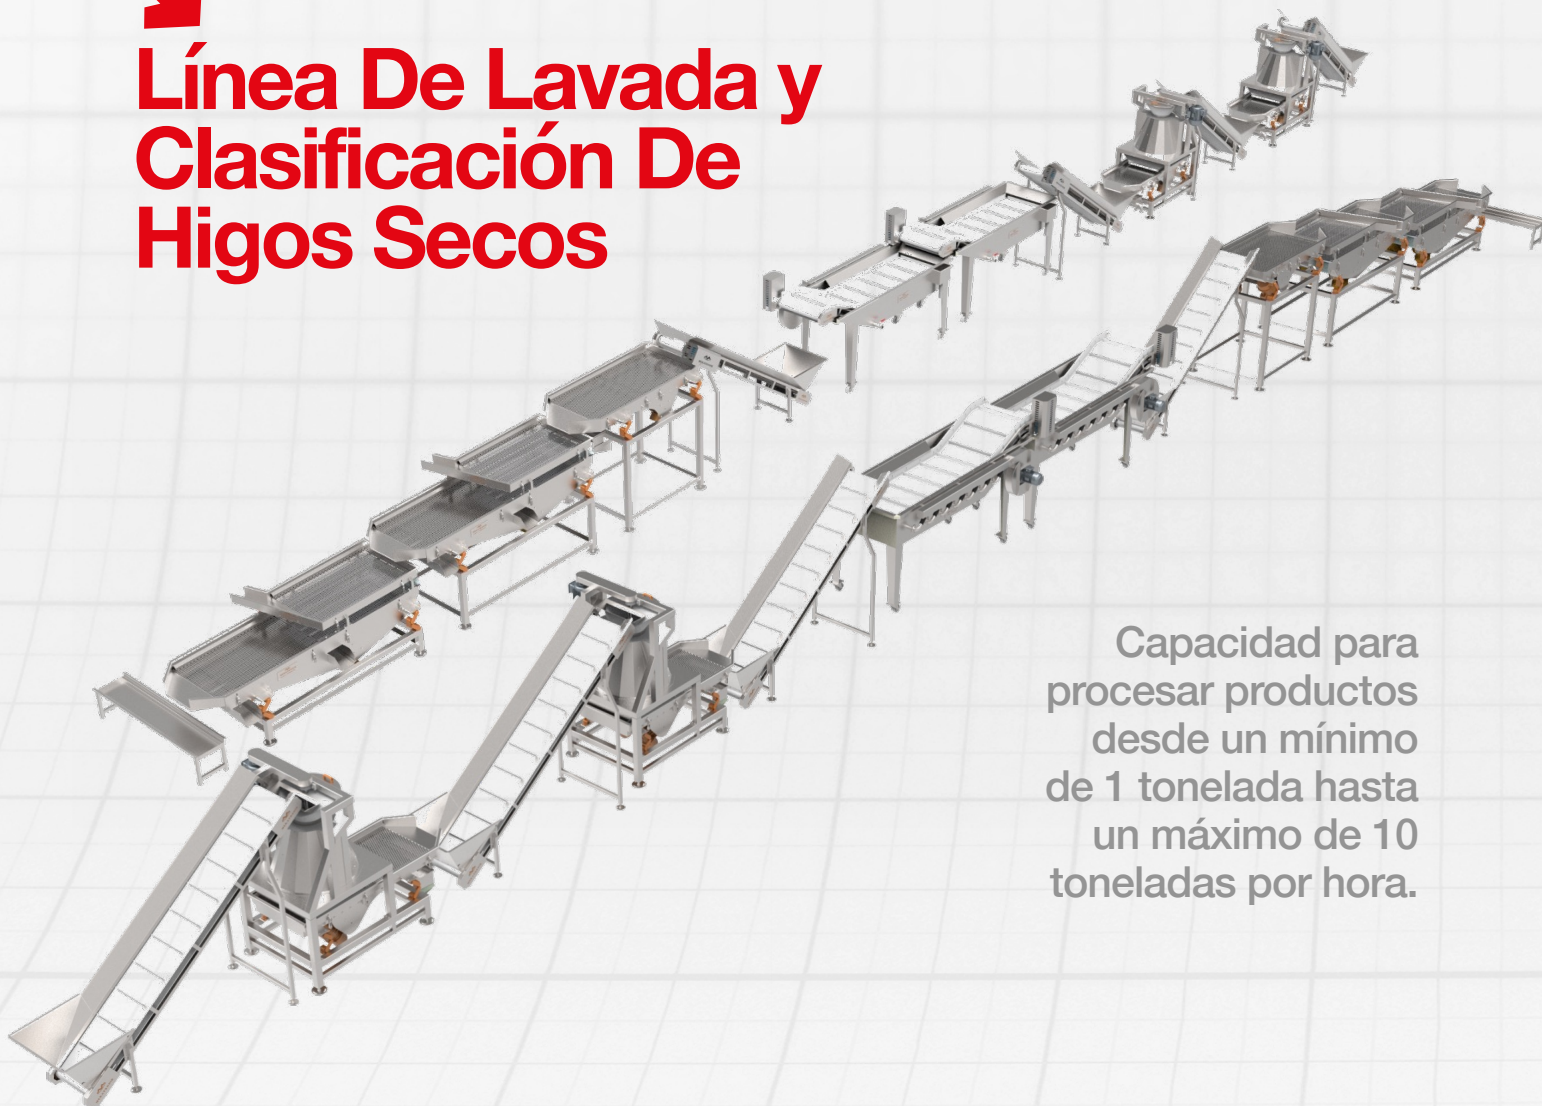 Línea De Lavada y
Clasificación De
Higos Secos
Capacidad para
procesar productos
desde un mínimo
de 1 tonelada hasta
un máximo de 10
toneladas por hora.